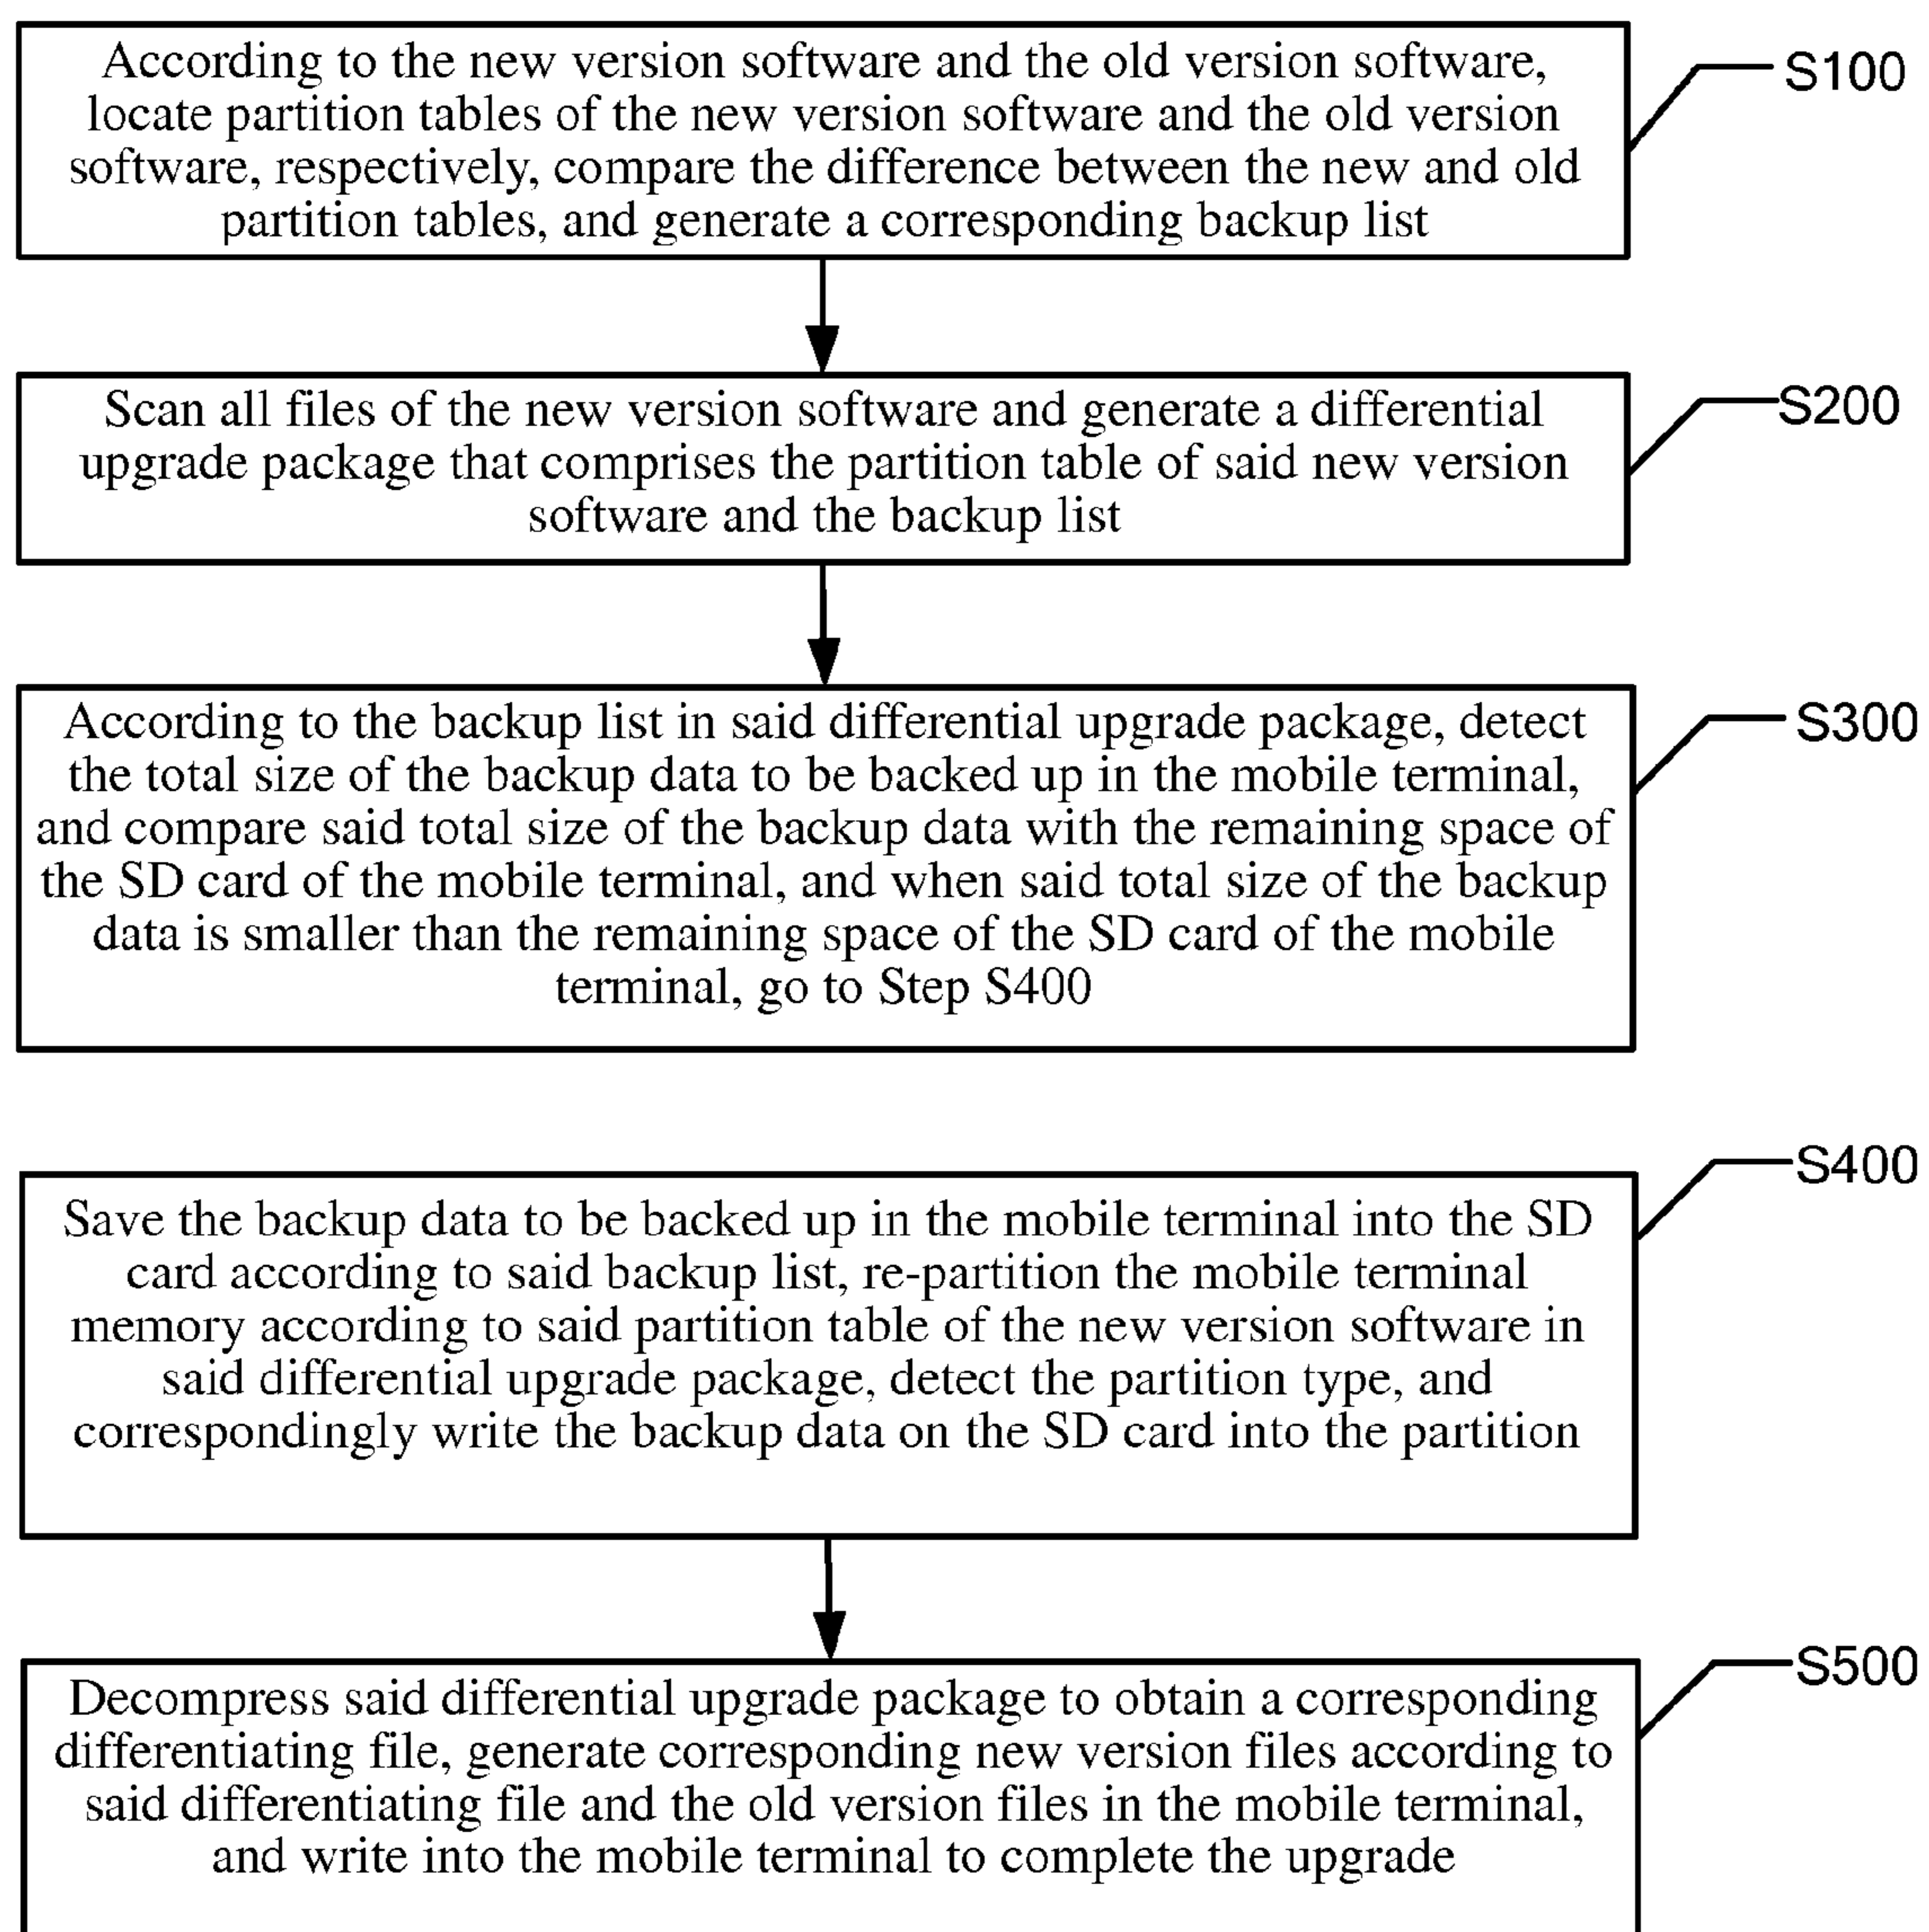 According to the new version software and the old version software,
locate partition tables of the new version software and the old version
software, respectively, compare the difference between the new and old
partition tables, and generate a corresponding backup list
S100
Scan all files of the new version software and generate a differential
upgrade package that comprises the partition table of said new version
software and the backup list
S200
According to the backup list in said differential upgrade package, detect
the total size of the backup data to be backed up in the mobile terminal,
and compare said total size of the backup data with the remaining space of
the SD card of the mobile terminal, and when said total size of the backup
data is smaller than the remaining space of the SD card of the mobile
terminal, go to Step S400
S300
Save the backup data to be backed up in the mobile terminal into the SD
card according to said backup list, re-partition the mobile terminal
memory according to said partition table of the new version software in
said differential upgrade package, detect the partition type, and
correspondingly write the backup data on the SD card into the partition
S400
Decompress said differential upgrade package to obtain a corresponding
differentiating file, generate corresponding new version files according to
said differentiating file and the old version files in the mobile terminal,
and write into the mobile terminal to complete the upgrade
S500